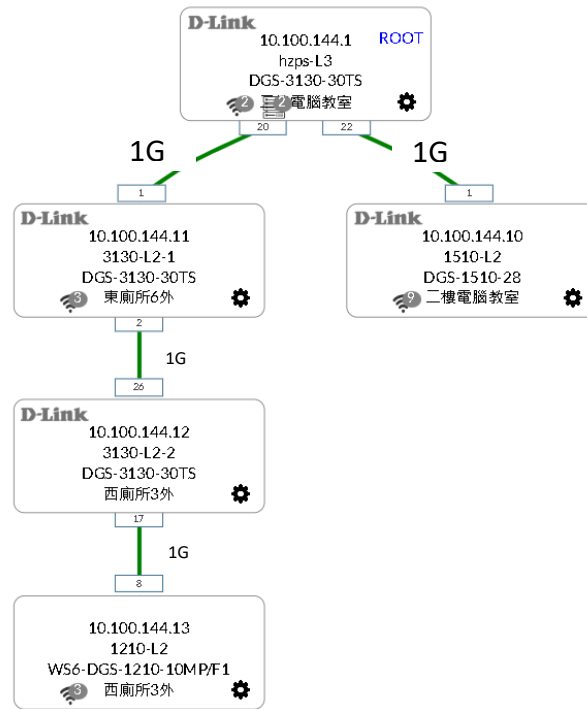 D-Link
10.100.144.1 ROOT
hzps-L3
DGS-3130-30TS
2 2 電腦教室
20 22
1G 1G
1 1
D-Link
10.100.144.11
3130-L2-1
DGS-3130-30TS
3 東廁所6外
2
D-Link
10.100.144.10
1510-L2
DGS-1510-28
9 二樓電腦教室
1G
26
D-Link
10.100.144.12
3130-L2-2
DGS-3130-30TS
西廁所3外
17
1G
8
10.100.144.13
1210-L2
WS6-DGS-1210-10MP/F1
3 西廁所3外